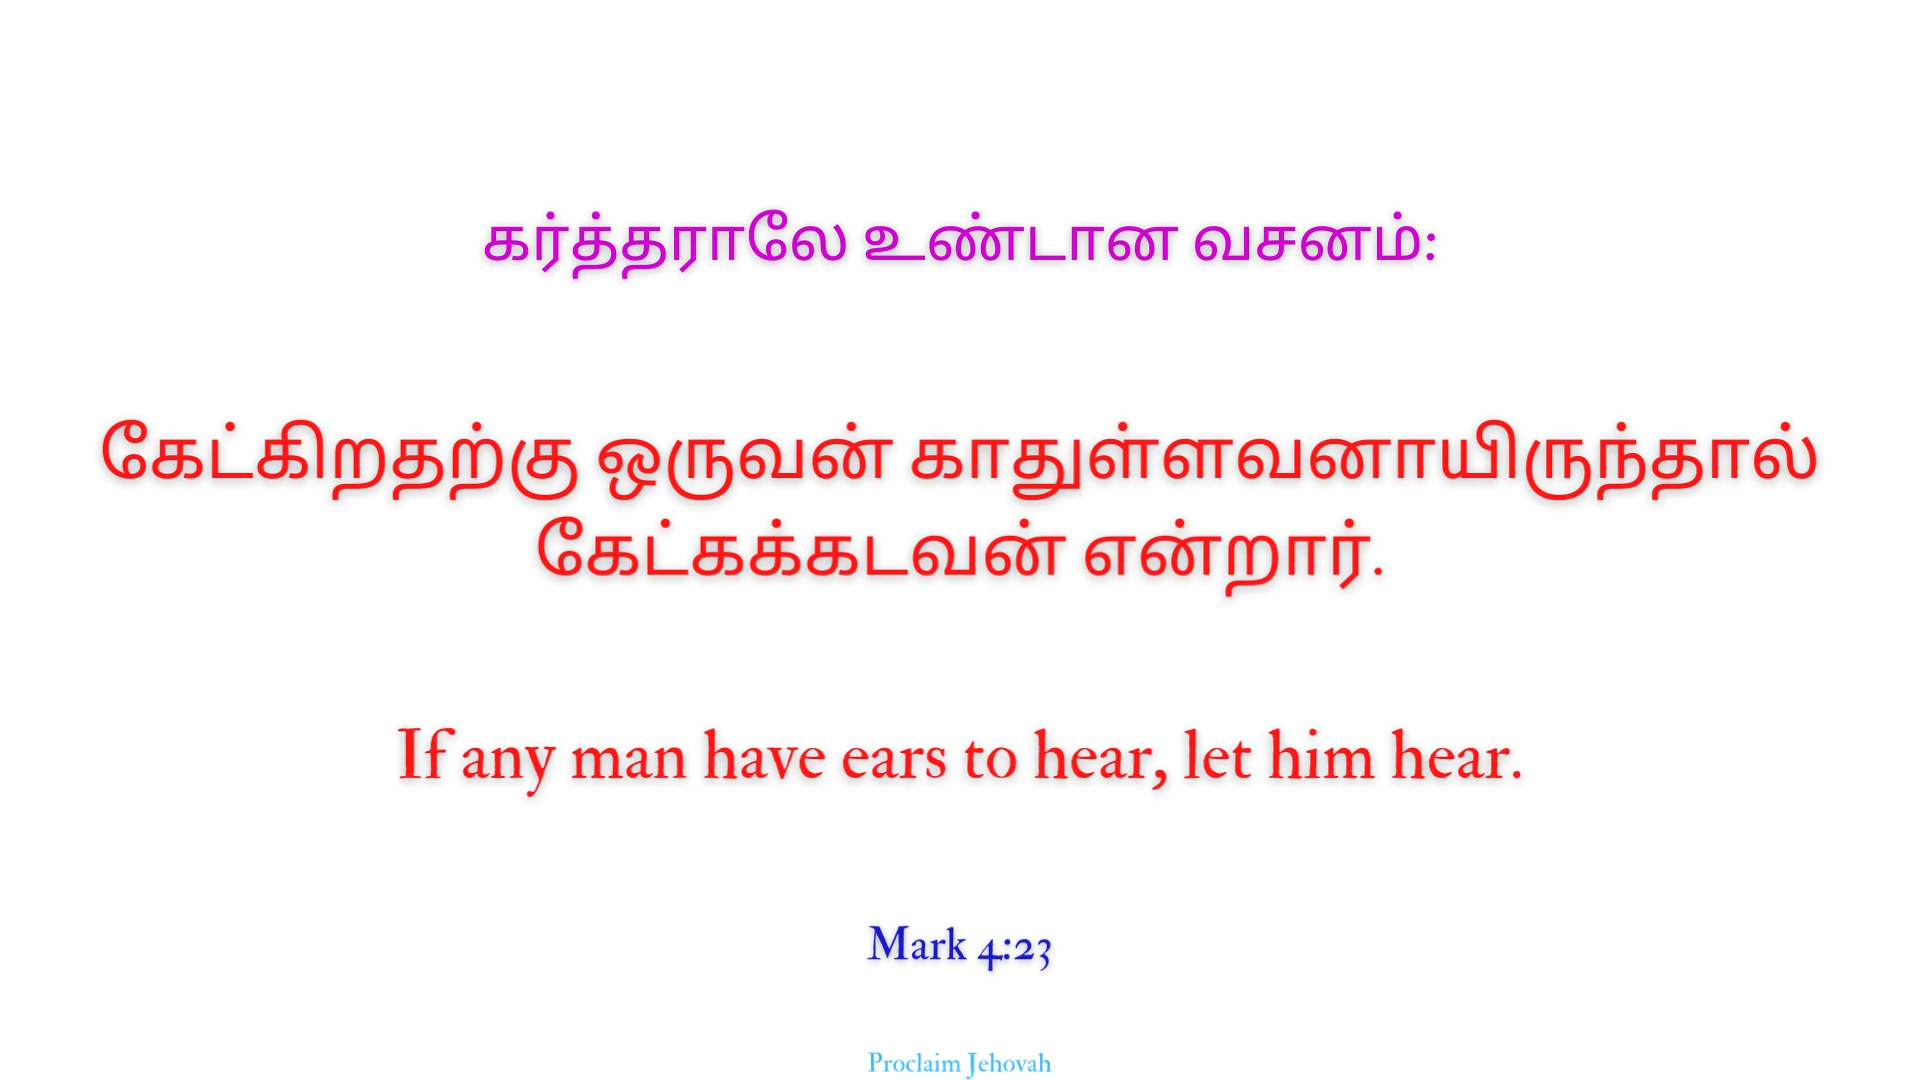 கர்த்தராலே உண்டான வசனம்:
கேட்கிறதற்கு ஒருவன் காதுள்ளவனாயிருந்தால்
கேட்கக்கடவன் என்றார்.
If any man have ears to hear, let him hear.
Mark 4:23
Proclaim Jehovah